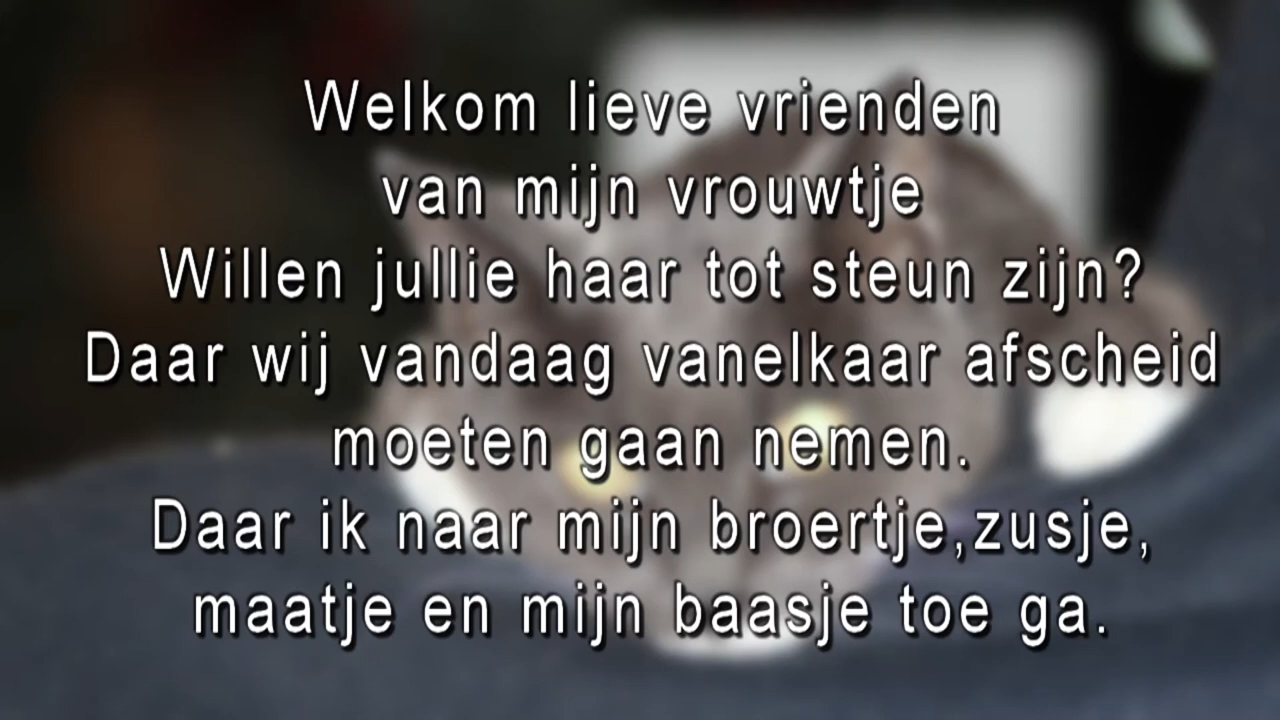 Welkom lieve vrienden
van mijn vrouwtje
Willen jullie haar tot steun zijn?
Daar wij vandaag vanelkaar afscheid
moeten gaan nemen.
Daar ik naar mijn broertje,zusje,
maatje en mijn baasje toe ga.